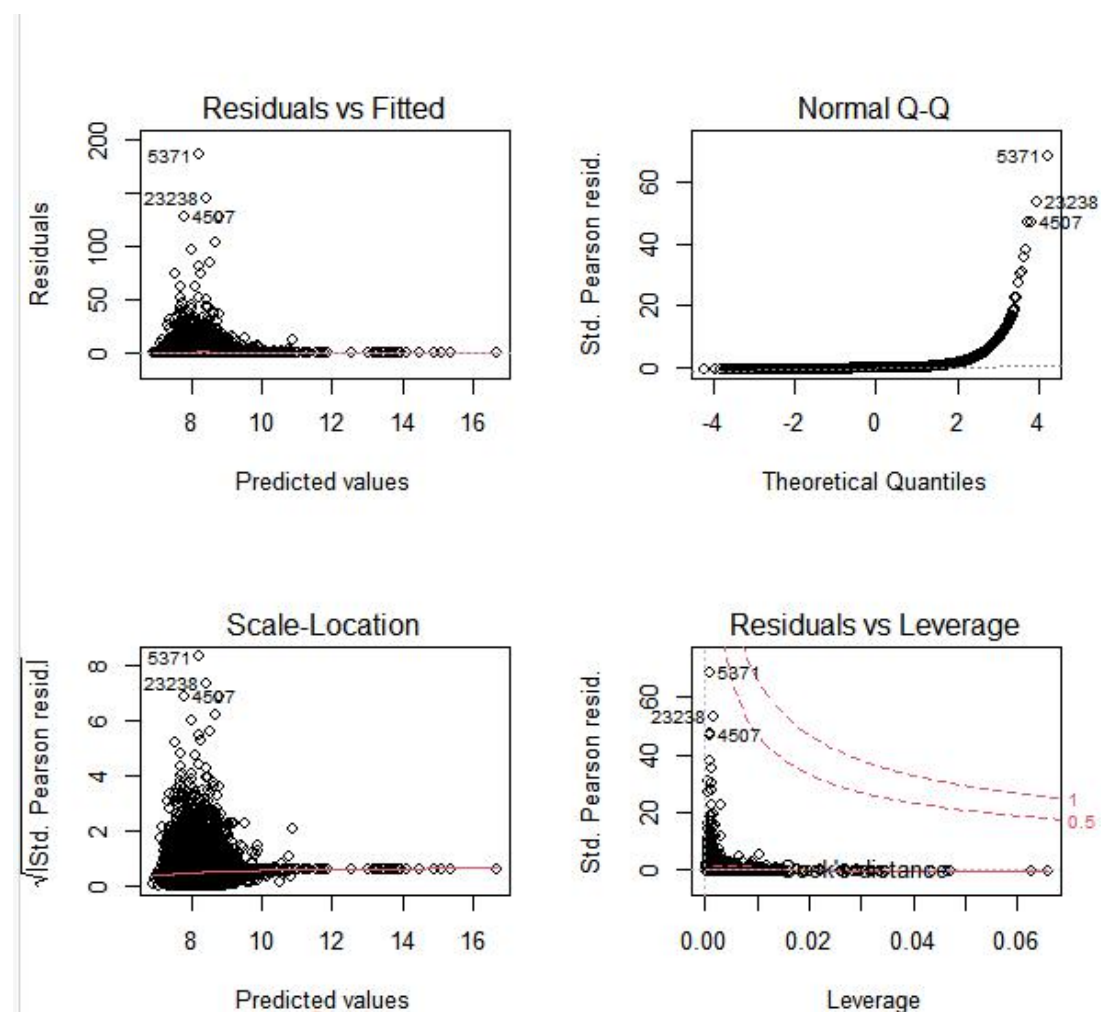 Residuals vs Fitted
Residuals
200
100
50
0
5371
23238
4507
8 10 12 14 16
Predicted values
Normal Q-Q
Std. Pearson resid.
60
40
20
0
5371
23238
4507
-4 -2 0 2 4
Theoretical Quantiles
Scale-Location
√|Std. Pearson resid.|
8
6
4
2
0
5371
23238
4507
8 10 12 14 16
Predicted values
Residuals vs Leverage
Std. Pearson resid.
60
40
20
0
5371
23238
4507
1
0.5
Cook's distance
0.00 0.02 0.04 0.06
Leverage